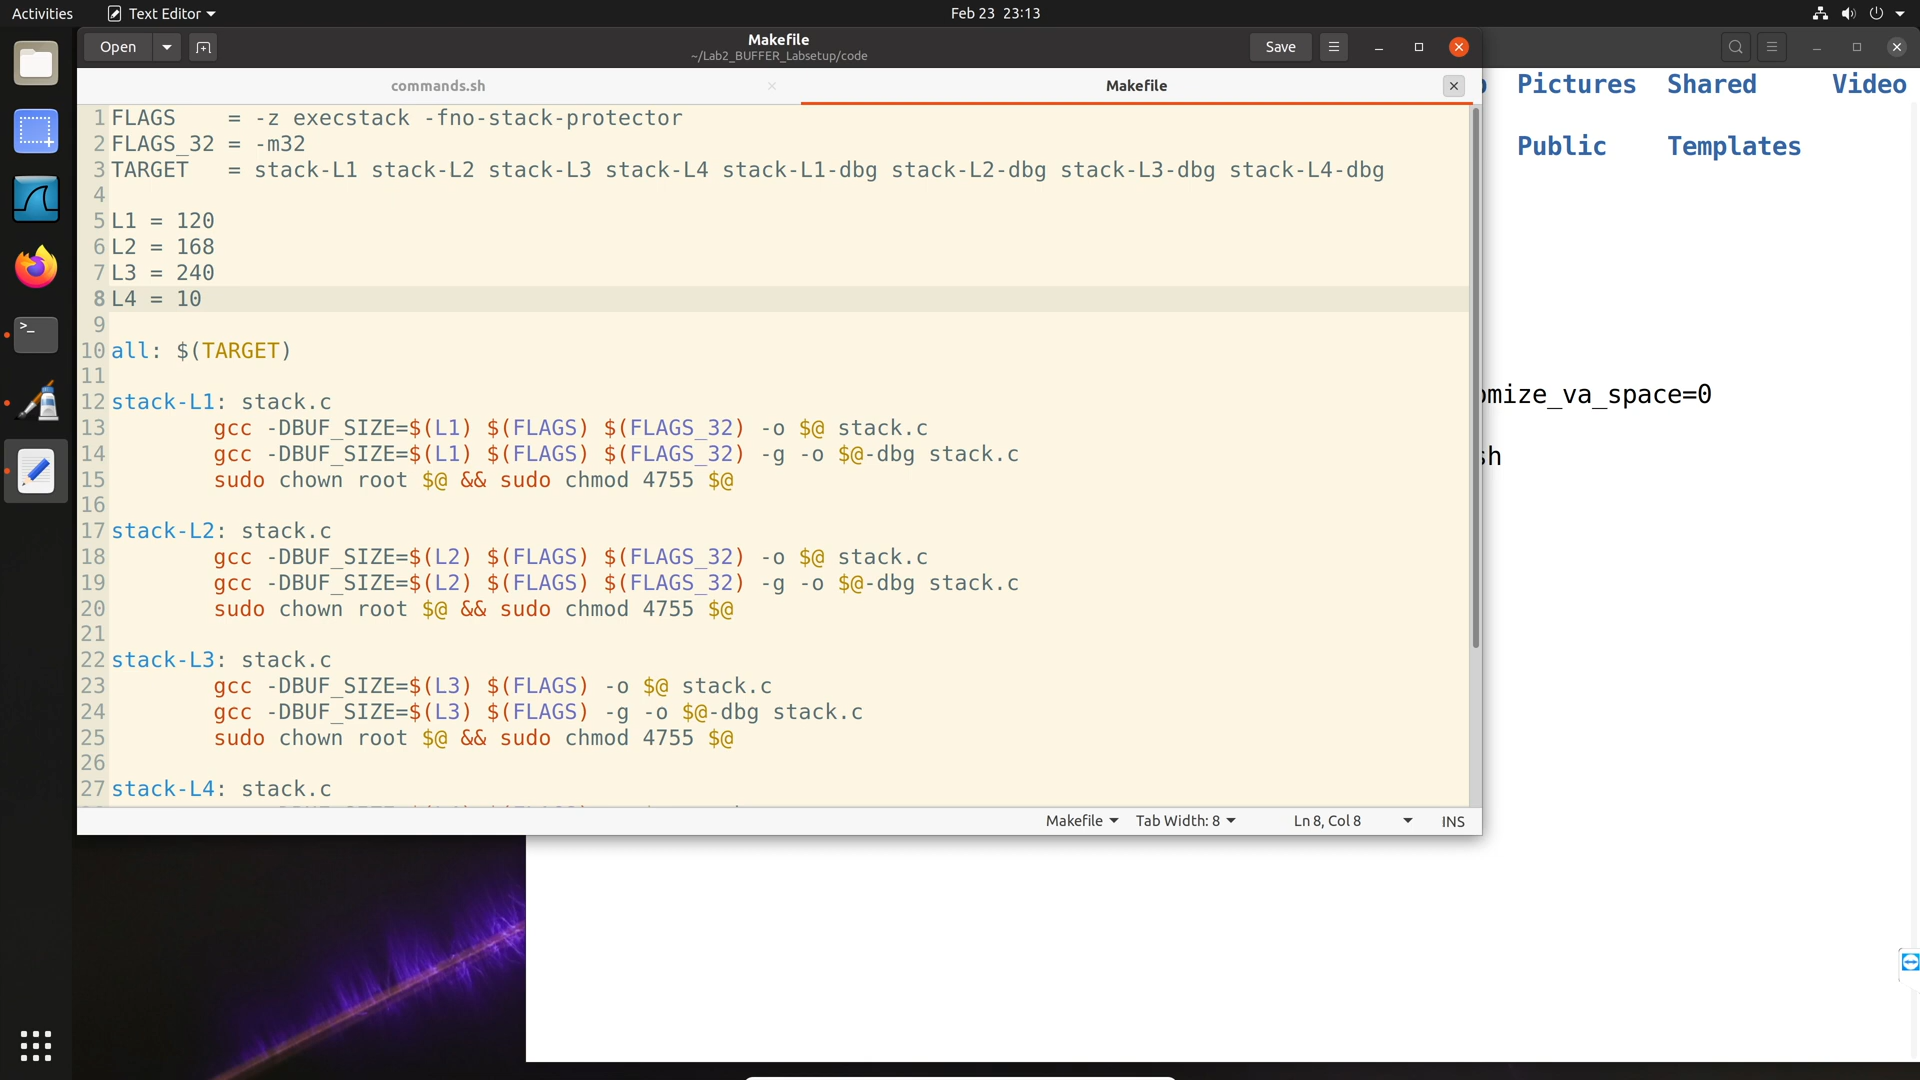 Activities
Text Editor
Feb 23 23:13
Open
Makefile
~/Lab2_BUFFER_Labsetup/code
Save
commands.sh
Makefile
1 FLAGS    = -z execstack -fno-stack-protector
2 FLAGS_32 = -m32
3 TARGET   = stack-L1 stack-L2 stack-L3 stack-L4 stack-L1-dbg stack-L2-dbg stack-L3-dbg stack-L4-dbg
4
5 L1 = 120
6 L2 = 168
7 L3 = 240
8 L4 = 10
9
10 all: $(TARGET)
11
12 stack-L1: stack.c
13         gcc -DBUF_SIZE=$(L1) $(FLAGS) $(FLAGS_32) -o $@ stack.c
14         gcc -DBUF_SIZE=$(L1) $(FLAGS) $(FLAGS_32) -g -o $@-dbg stack.c
15         sudo chown root $@ && sudo chmod 4755 $@
16
17 stack-L2: stack.c
18         gcc -DBUF_SIZE=$(L2) $(FLAGS) $(FLAGS_32) -o $@ stack.c
19         gcc -DBUF_SIZE=$(L2) $(FLAGS) $(FLAGS_32) -g -o $@-dbg stack.c
20         sudo chown root $@ && sudo chmod 4755 $@
21
22 stack-L3: stack.c
23         gcc -DBUF_SIZE=$(L3) $(FLAGS) -o $@ stack.c
24         gcc -DBUF_SIZE=$(L3) $(FLAGS) -g -o $@-dbg stack.c
25         sudo chown root $@ && sudo chmod 4755 $@
26
27 stack-L4: stack.c
Makefile
Tab Width: 8
Ln 8, Col 8
INS
Pictures Shared Video
Public Templates
omize_va_space=0
sh